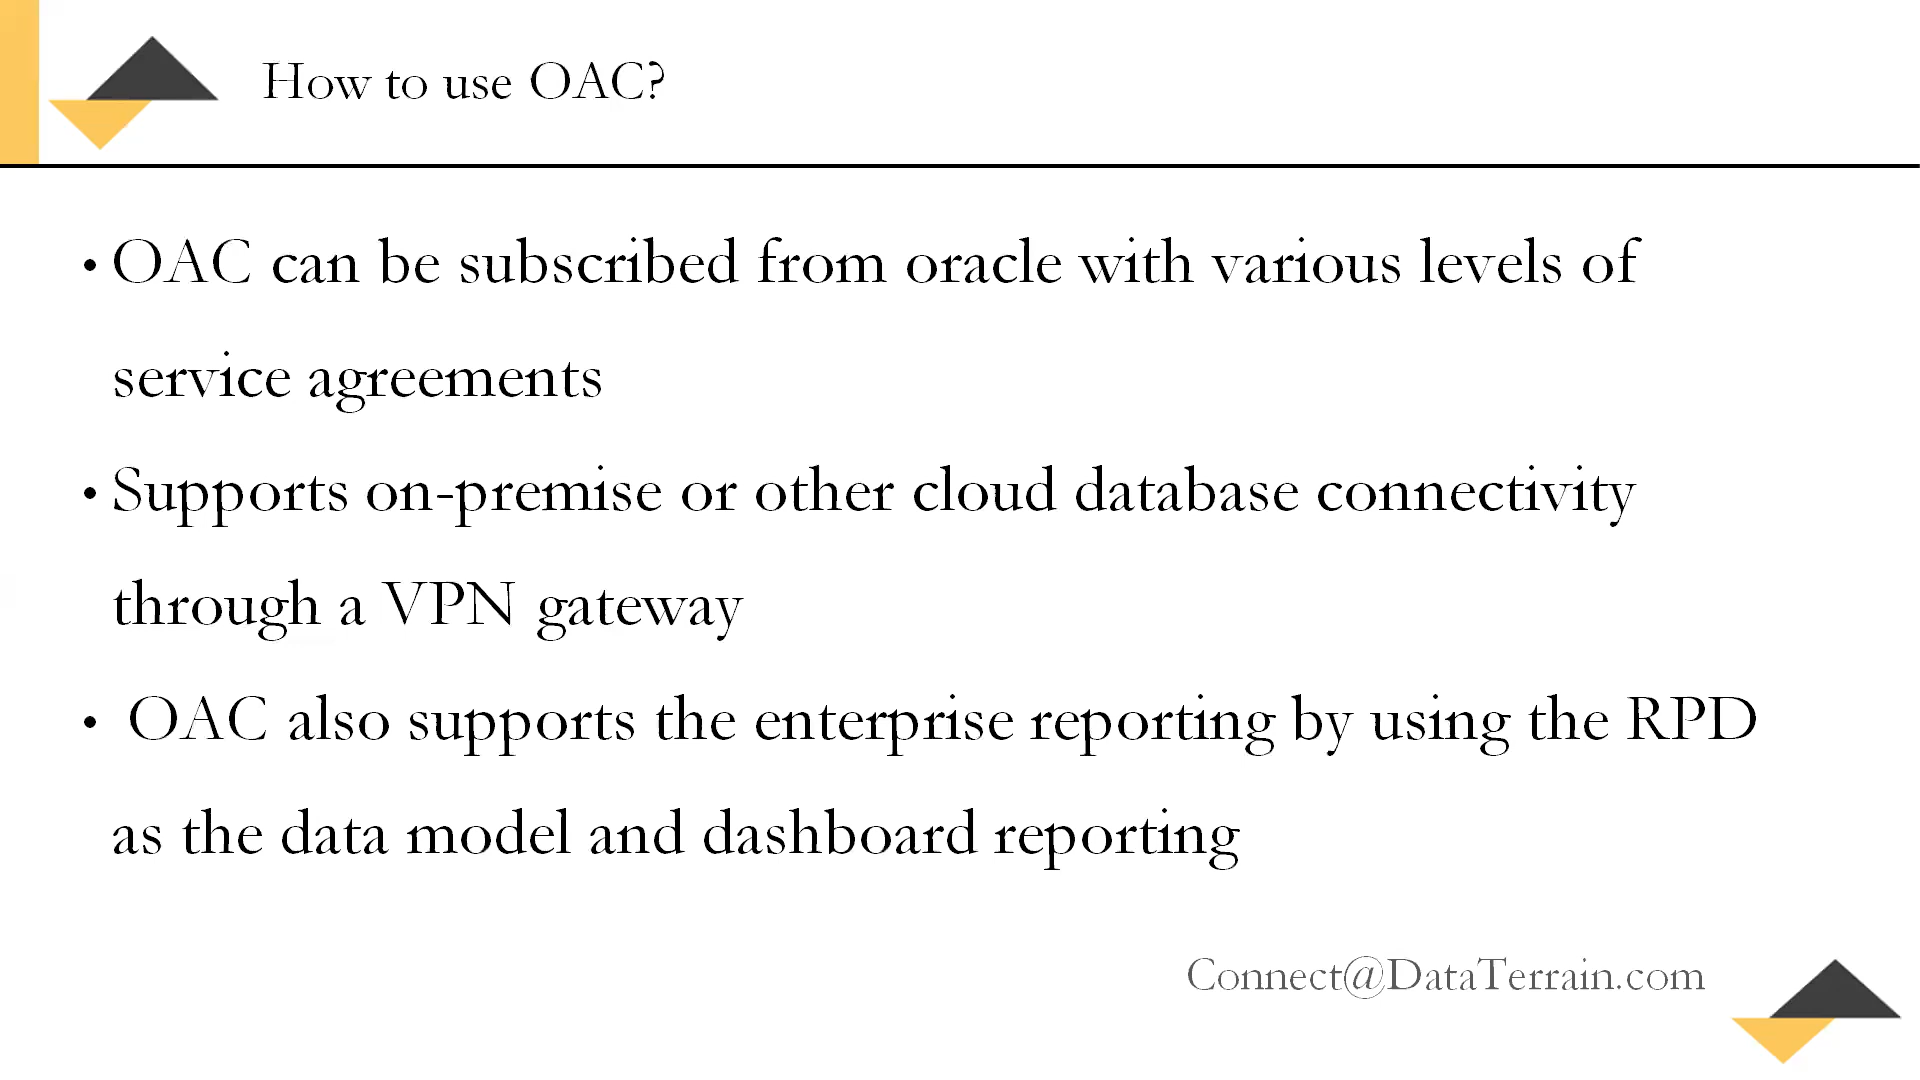 How to use OAC?
• OAC can be subscribed from oracle with various levels of
service agreements
• Supports on-premise or other cloud database connectivity
through a VPN gateway
• OAC also supports the enterprise reporting by using the RPD
as the data model and dashboard reporting
Connect@DataTerrain.com